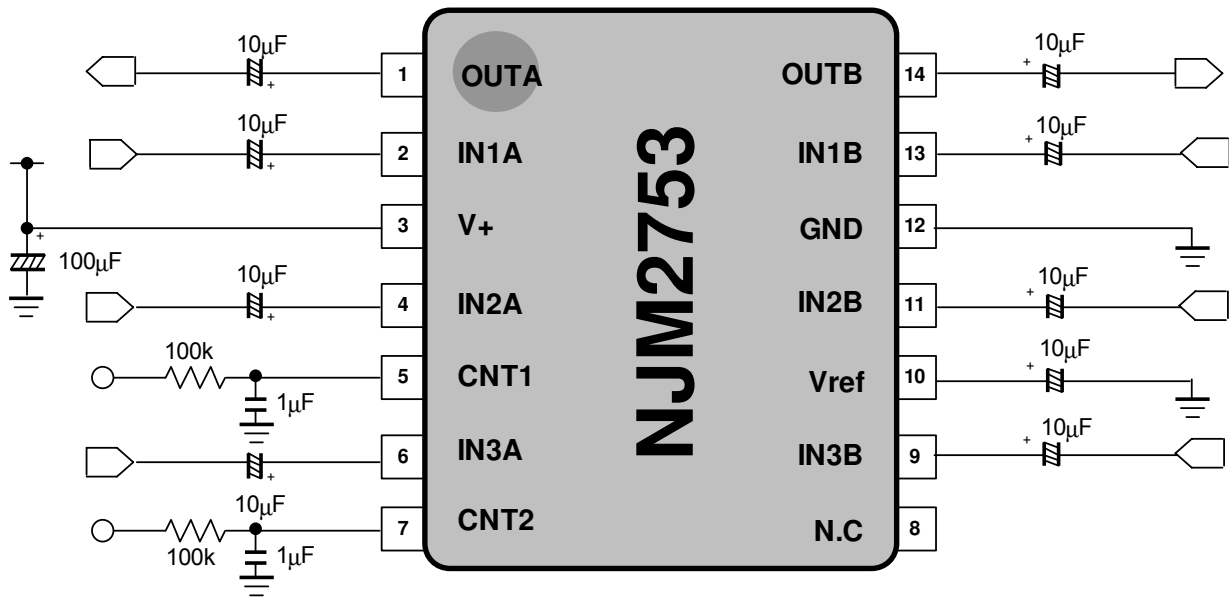 10μF
1
OUTA
OUTB
14
10μF
+
+
10μF
2
IN1A
IN1B
13
10μF
+
+
3
V+
GND
12
+
100μF
10μF
4
IN2A
IN2B
11
10μF
+
+
100k
5
CNT1
1μF
Vref
10
10μF
+
6
IN3A
IN3B
9
10μF
+
+
10μF
7
CNT2
100k
1μF
N.C
8
NJM2753